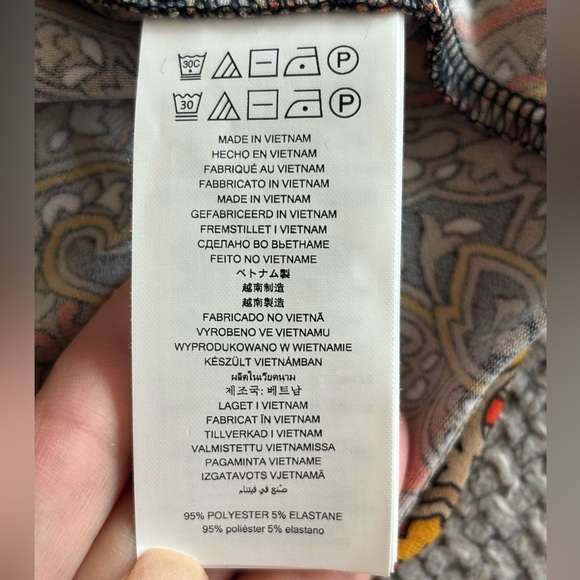 30C P
30 P
MADE IN VIETNAM
HECHO EN VIETNAM
FABRIQUÉ AU VIETNAM
FABBRICATO IN VIETNAM
MADE IN VIETNAM
GEFABRICEERD IN VIETNAM
FREMSTILLET I VIETNAM
СДЕЛАНО ВО ВЬЕТНАМЕ
FEITO NO VIETNAME
ベトナム製
越南制造
越南製造
FABRICADO NO VIETNÃ
VYROBENO VE VIETNAMU
WYPRODUKOWANO W WIETNAMIE
KÉSZÜLT VIETNÁMBAN
ผลิตในเวียดนาม
제조국: 베트남
LAGET I VIETNAM
FABRICAT ÎN VIETNAM
TILLVERKAD I VIETNAM
VALMISTETTU VIETNAMISSA
PAGAMINTA VIETNAME
IZGATAVOTS VJETNAMĀ
صنع في فيتنام
95% POLYESTER 5% ELASTANE
95% poliéster 5% elastano